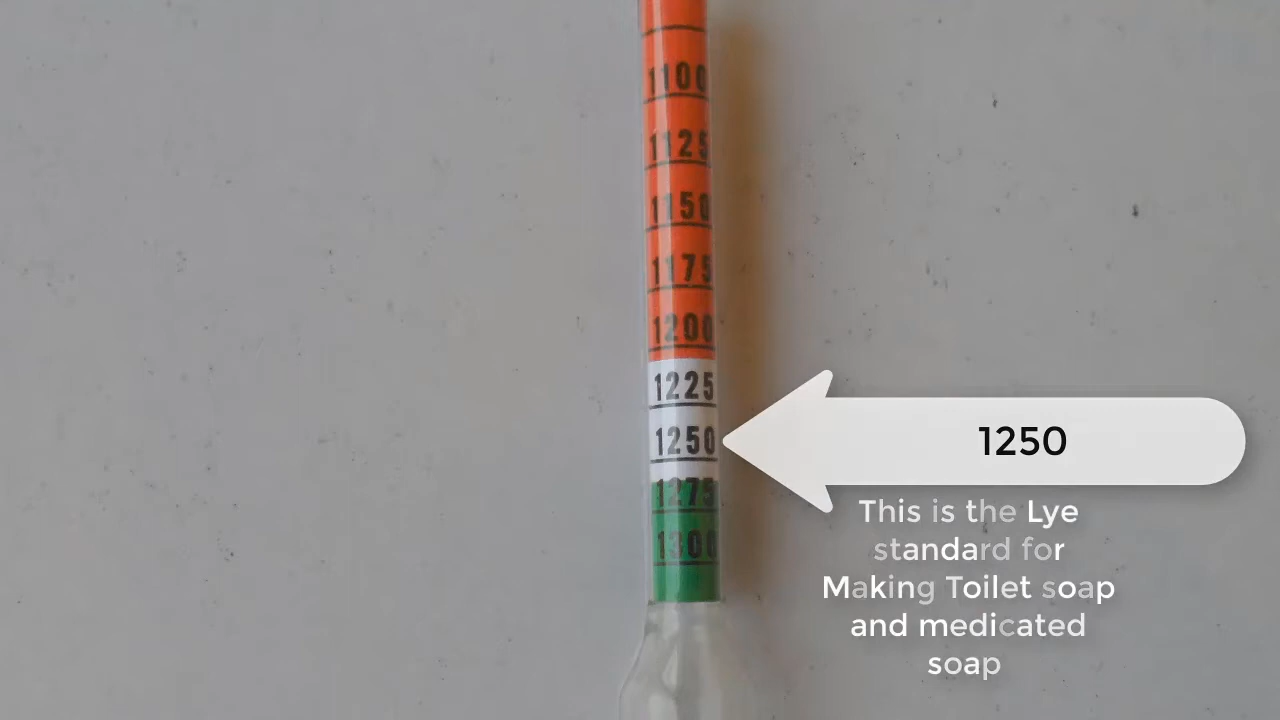 1100
1125
1150
1175
1200
1225
1250
1275
1300
1250
This is the Lye
standard for
Making Toilet soap
and medicated
soap